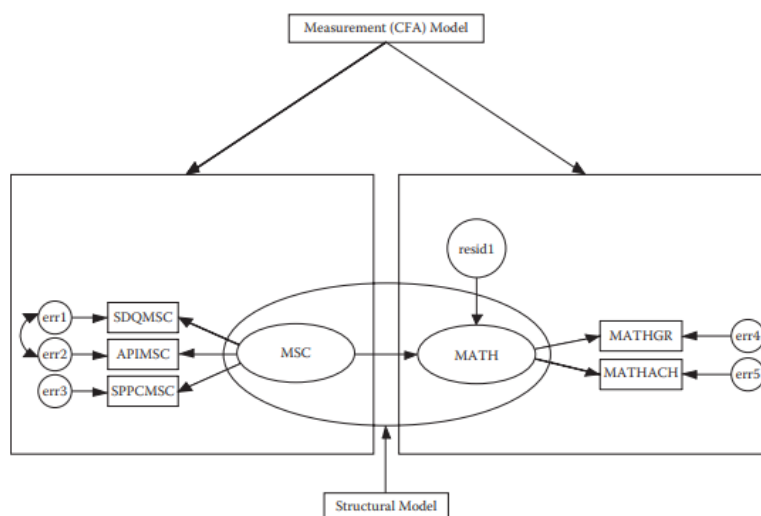 Measurement (CFA) Model
resid1
err1
SDQMSC
err2
APIMSC
err3
SPPCMSC
MSC
MATH
MATHGR
err4
MATHACH
err5
Structural Model